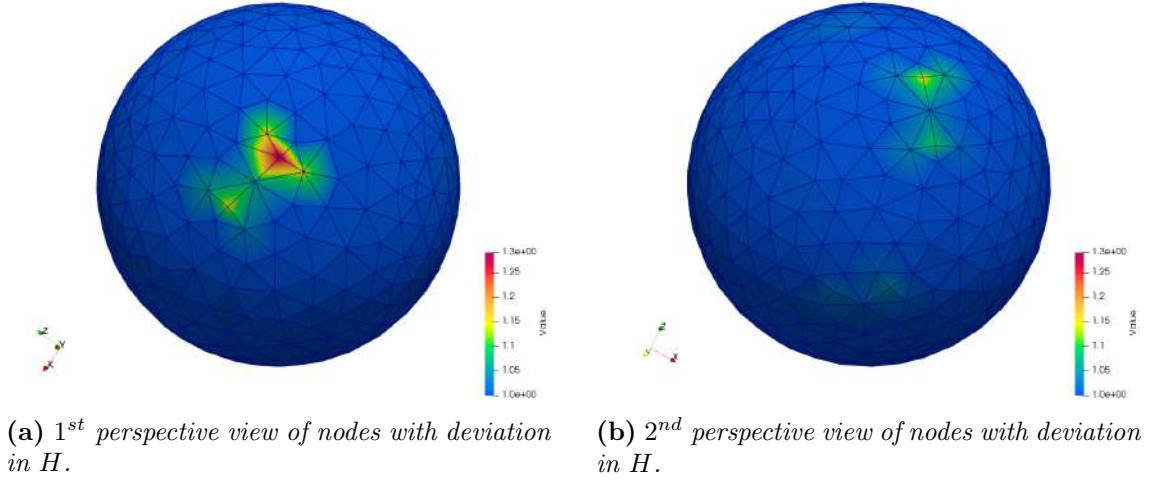 1.3e+00
1.25
1.2
1.15
1.1
1.05
1.0e+00
Value
Z
Y
X
1.3e+00
1.25
1.2
1.15
1.1
1.05
1.0e+00
Value
Z
Y
X
(a) 1st perspective view of nodes with deviation
in H.
(b) 2nd perspective view of nodes with deviation
in H.